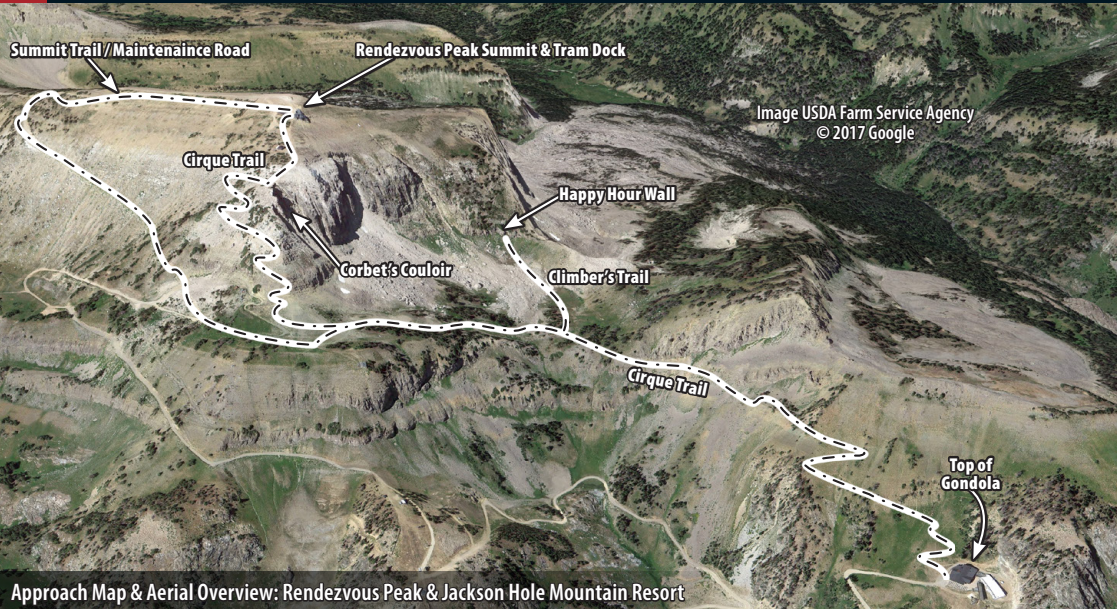 Summit Trail/Maintenaince Road
Rendezvous Peak Summit & Tram Dock
Image USDA Farm Service Agency
© 2017 Google
Cirque Trail
Happy Hour Wall
Corbet's Couloir
Climber's Trail
Cirque Trail
Top of
Gondola
Approach Map & Aerial Overview: Rendezvous Peak & Jackson Hole Mountain Resort